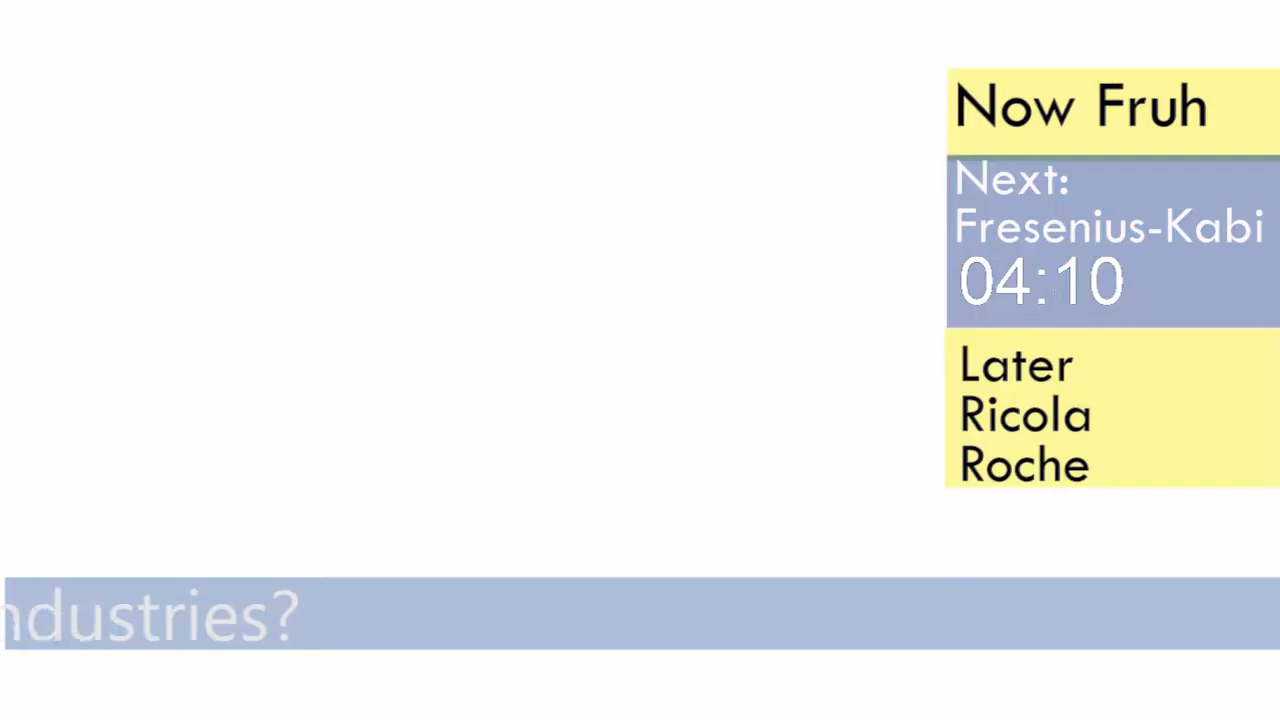 Now Fruh
Next:
Fresenius-Kabi
04:10
Later
Ricola
Roche
ndustries?